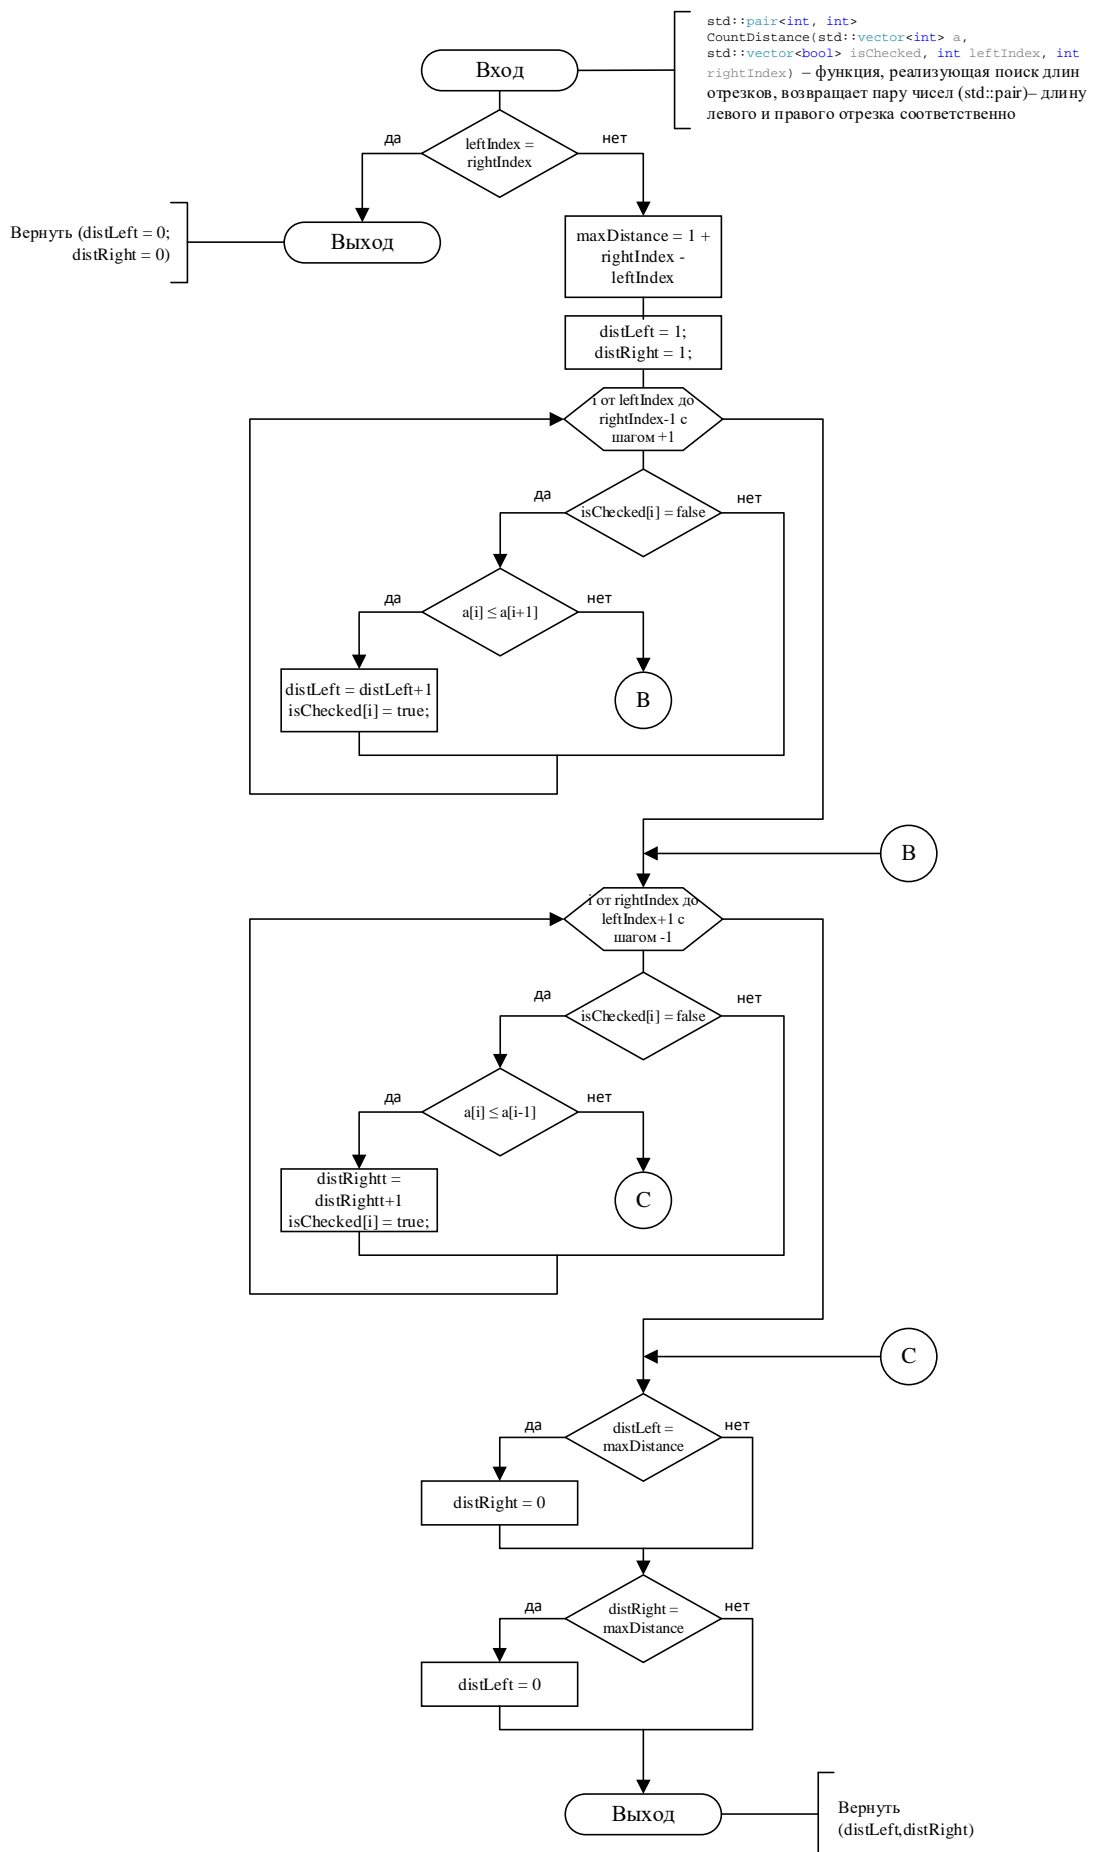 std::pair<int, int>
CountDistance(std::vector<int> a,
std::vector<bool> isChecked, int leftIndex, int
rightIndex) – функция, реализующая поиск длин
отрезков, возвращает пару чисел (std::pair)– длину
левого и правого отрезка соответственно
Вход
да
leftIndex =
rightIndex
нет
Вернуть (distLeft = 0;
distRight = 0)
Выход
maxDistance = 1 +
rightIndex -
leftIndex
distLeft = 1;
distRight = 1;
i от leftIndex до
rightIndex-1 с
шагом +1
да
isChecked[i] = false
нет
да
a[i] ≤ a[i+1]
нет
distLeft = distLeft+1
isChecked[i] = true;
B
B
i от rightIndex до
leftIndex+1 с
шагом -1
да
isChecked[i] = false
нет
да
a[i] ≤ a[i-1]
нет
distRightt =
distRightt+1
isChecked[i] = true;
C
C
да
distLeft =
maxDistance
нет
distRight = 0
да
distRight =
maxDistance
нет
distLeft = 0
Выход
Вернуть
(distLeft,distRight)